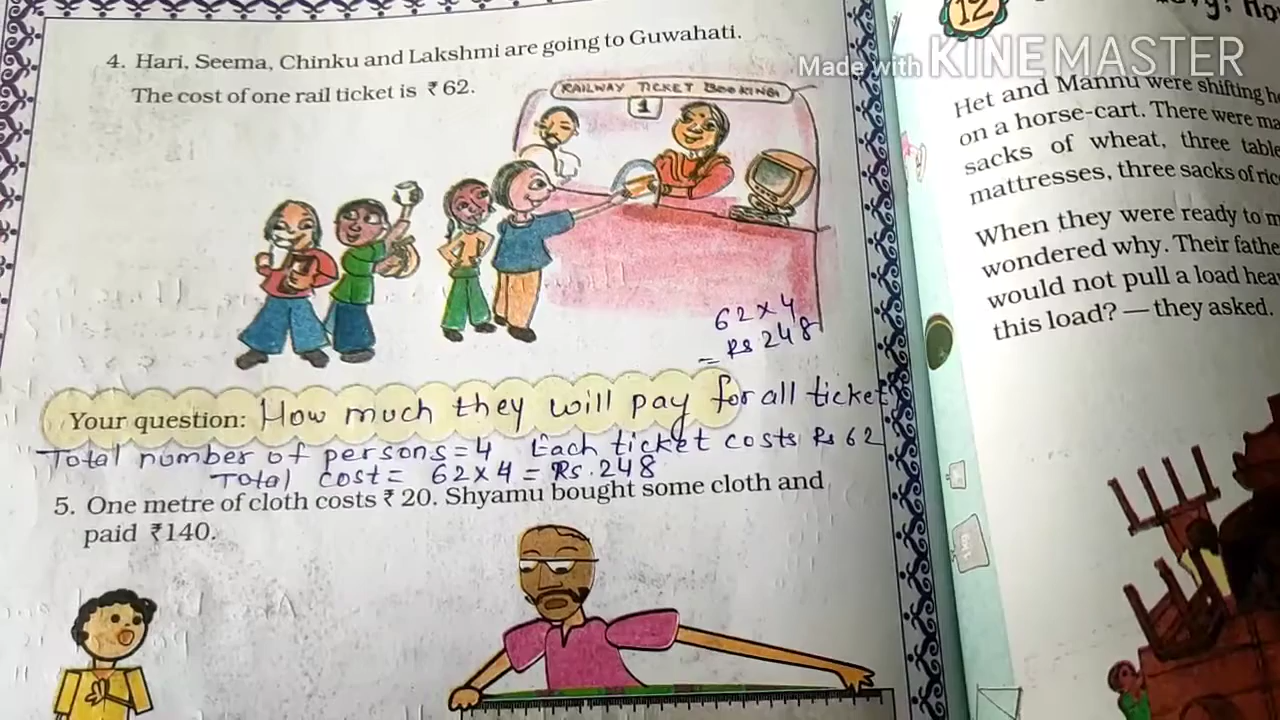 4. Hari, Seema, Chinku and Lakshmi are going to Guwahati.
The cost of one rail ticket is ₹ 62.
RAILWAY TICKET BOOKING
1
62 x 4
= Rs 248
Your question: How much they will pay for all ticket
Total number of persons = 4 Each ticket costs Rs 62
Total cost = 62 x 4 = Rs. 248
5. One metre of cloth costs ₹ 20. Shyamu bought some cloth and
paid ₹140.
12
Made with KINEMASTER
Het and Mannu were shifting
on a horse-cart. There were
sacks of wheat, three
mattresses, three sacks of
When they were ready to
wondered why. Their
would not pull a load
this load? — they asked.